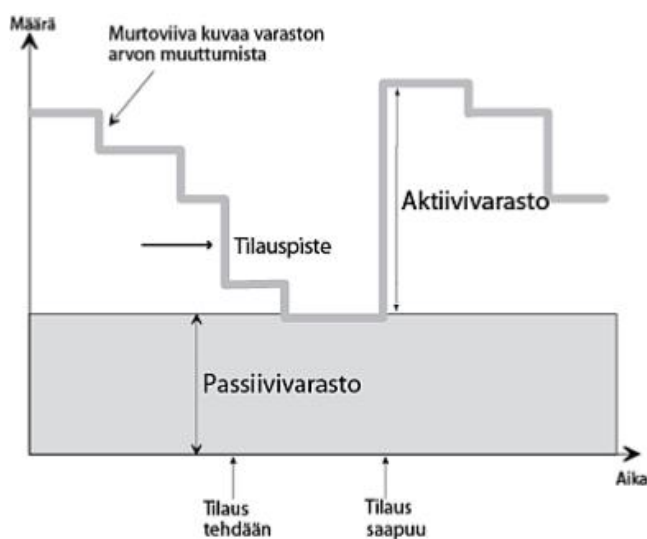 Määrä
Murtoviiva kuvaa varaston
arvon muuttumista
Aktiivivarasto
Tilauspiste
Passiivivarasto
Aika
Tilaus
tehdään
Tilaus
saapuu